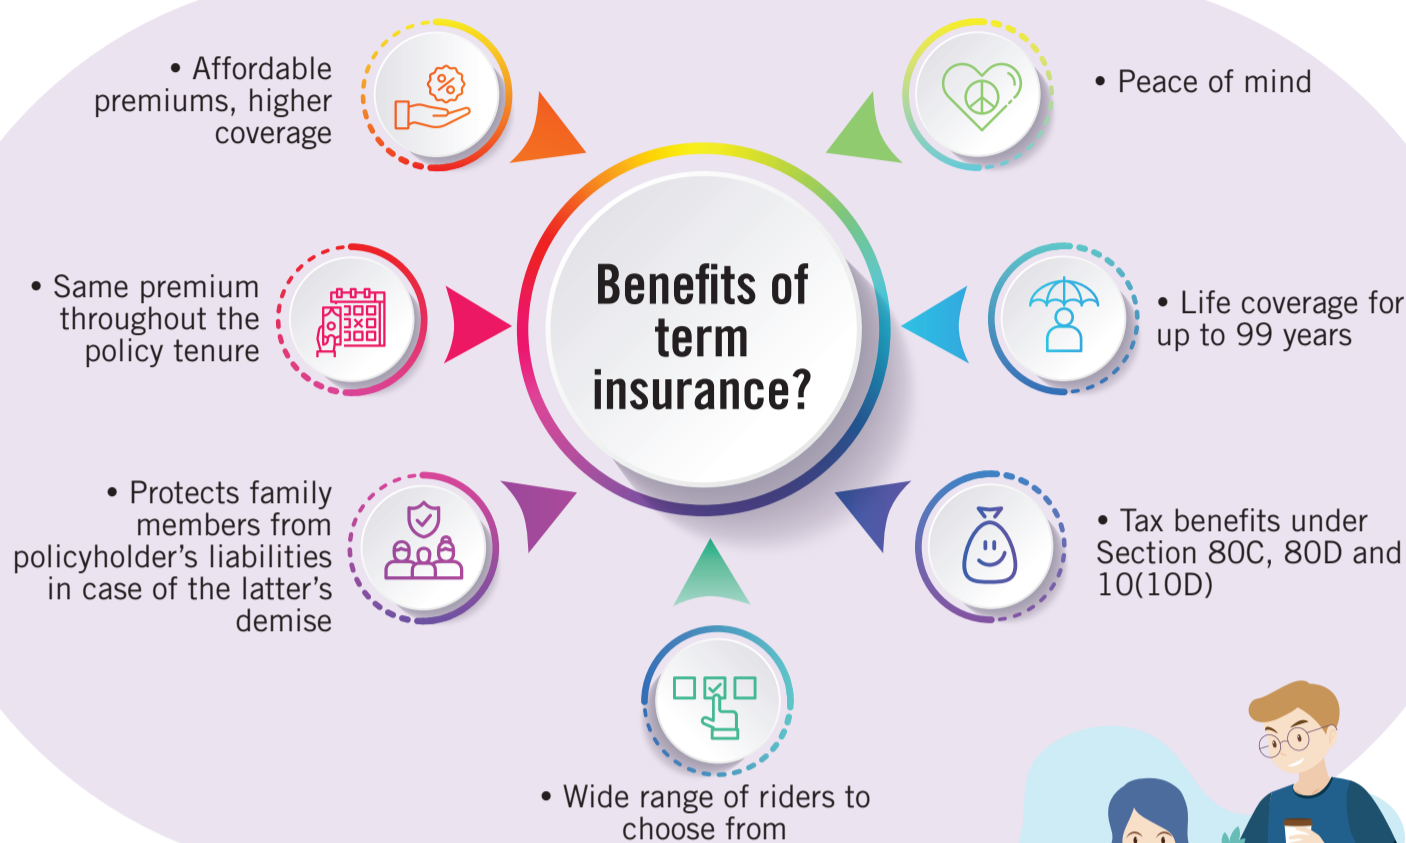 • Affordable
premiums, higher
coverage
• Peace of mind
Benefits of
term
insurance?
• Same premium
throughout the
policy tenure
• Life coverage for
up to 99 years
• Protects family
members from
policyholder’s liabilities
in case of the latter’s
demise
• Tax benefits under
Section 80C, 80D and
10(10D)
• Wide range of riders to
choose from